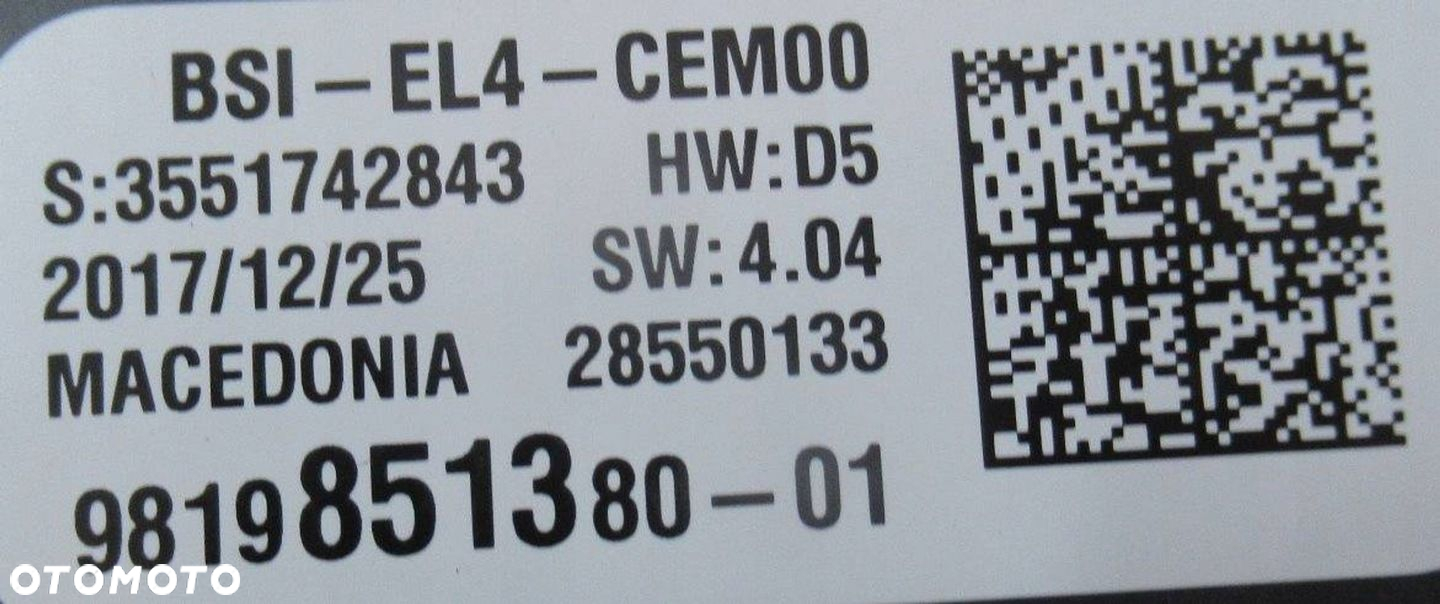 BSI-EL4-CEM00
S:3551742843 HW:D5
2017/12/25 SW:4.04
MACEDONIA 28550133
9819851380-01
OTOMOTO